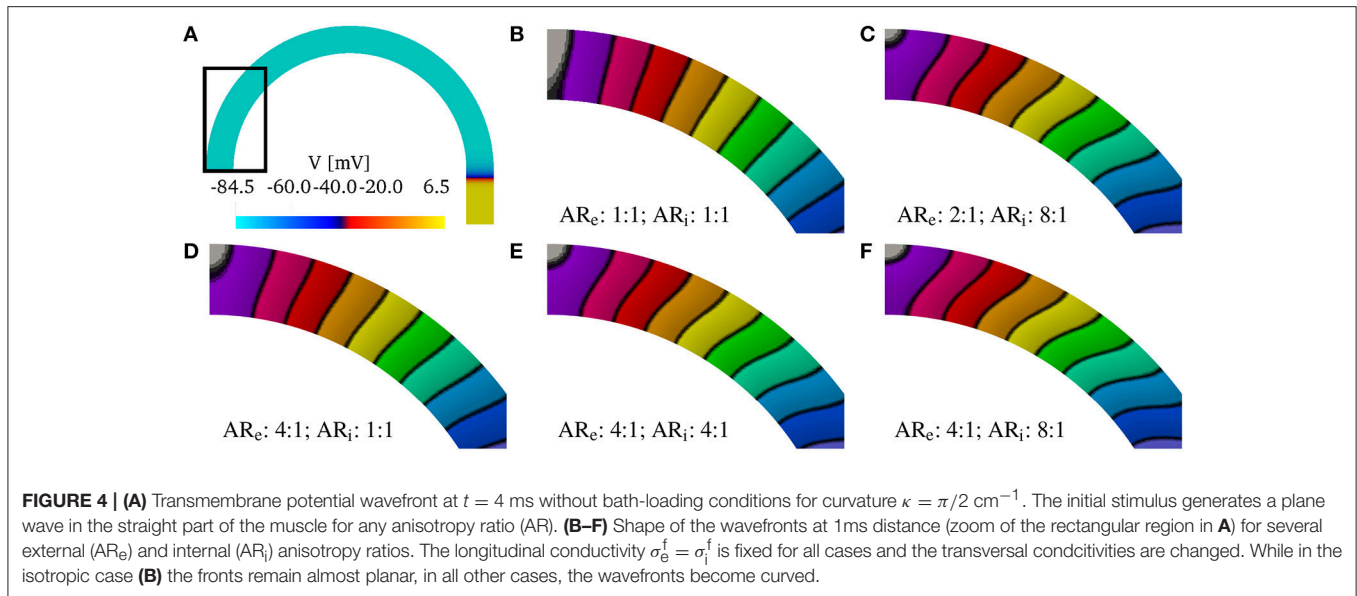 A
B
C
V [mV]
-84.5 -60.0 -40.0 -20.0 6.5
ARₑ: 1:1; ARᵢ: 1:1
ARₑ: 2:1; ARᵢ: 8:1
D
E
F
ARₑ: 4:1; ARᵢ: 1:1
ARₑ: 4:1; ARᵢ: 4:1
ARₑ: 4:1; ARᵢ: 8:1
FIGURE 4 | (A) Transmembrane potential wavefront at t = 4 ms without bath-loading conditions for curvature κ = π/2 cm⁻¹. The initial stimulus generates a plane
wave in the straight part of the muscle for any anisotropy ratio (AR). (B–F) Shape of the wavefronts at 1ms distance (zoom of the rectangular region in A) for several
external (ARₑ) and internal (ARᵢ) anisotropy ratios. The longitudinal conductivity σₑᶠ = σᵢᶠ is fixed for all cases and the transversal condcitivities are changed. While in the
isotropic case (B) the fronts remain almost planar, in all other cases, the wavefronts become curved.